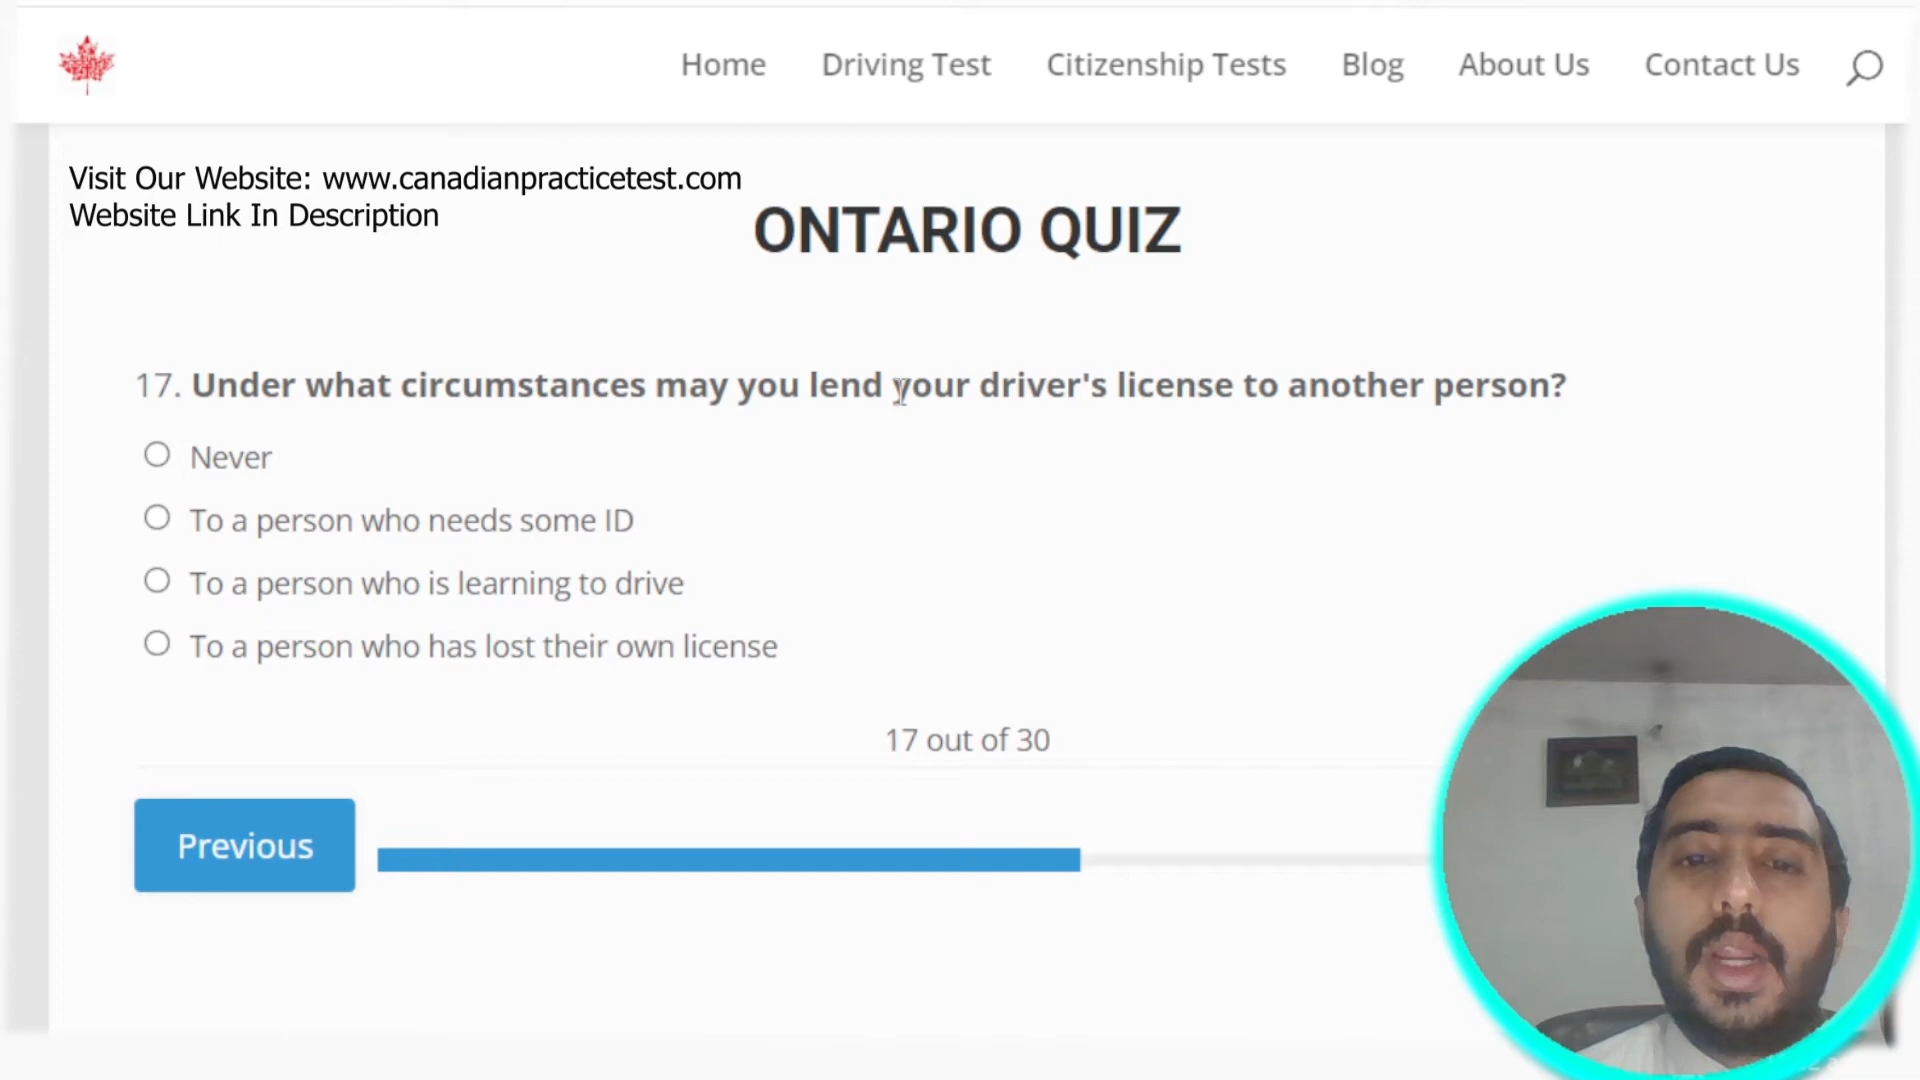 Home Driving Test Citizenship Tests Blog About Us Contact Us
Visit Our Website: www.canadianpracticetest.com
Website Link In Description
ONTARIO QUIZ
17. Under what circumstances may you lend your driver's license to another person?
Never
To a person who needs some ID
To a person who is learning to drive
To a person who has lost their own license
17 out of 30
Previous